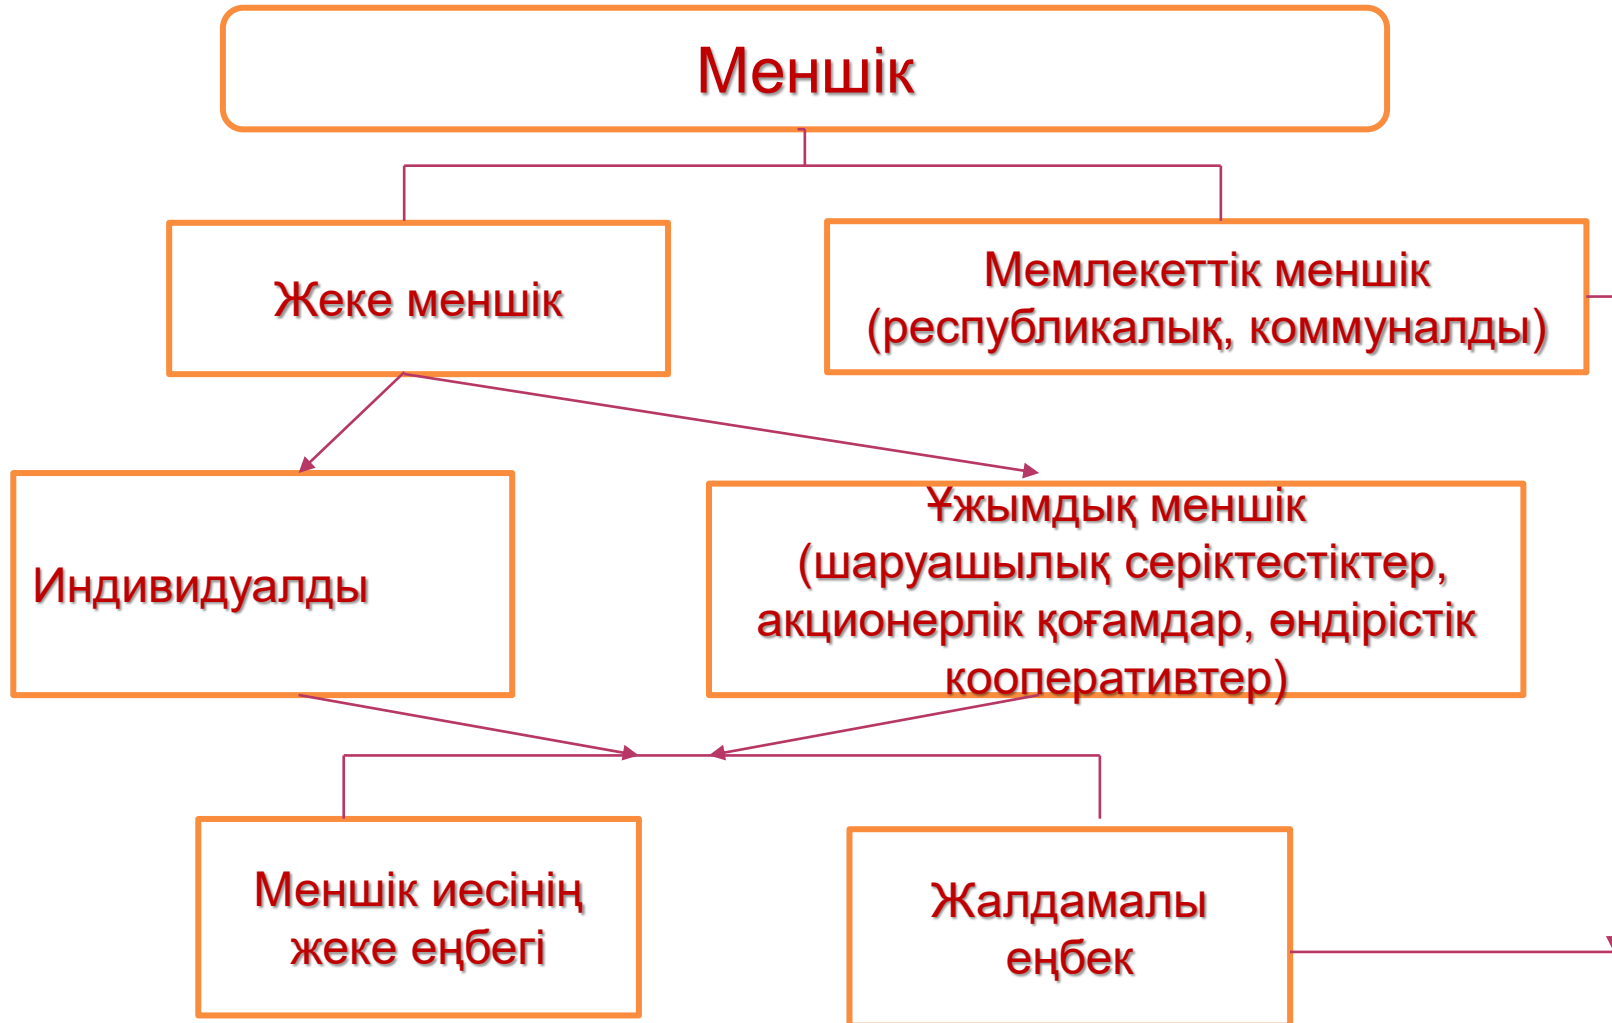 Меншік
Жеке меншік
Мемлекеттік меншік
(республикалық, коммуналды)
Индивидуалды
Ұжымдық меншік
(шаруашылық серіктестіктер,
акционерлік қоғамдар, өндірістік
кооперативтер)
Меншік иесінің
жеке еңбегі
Жалдамалы
еңбек